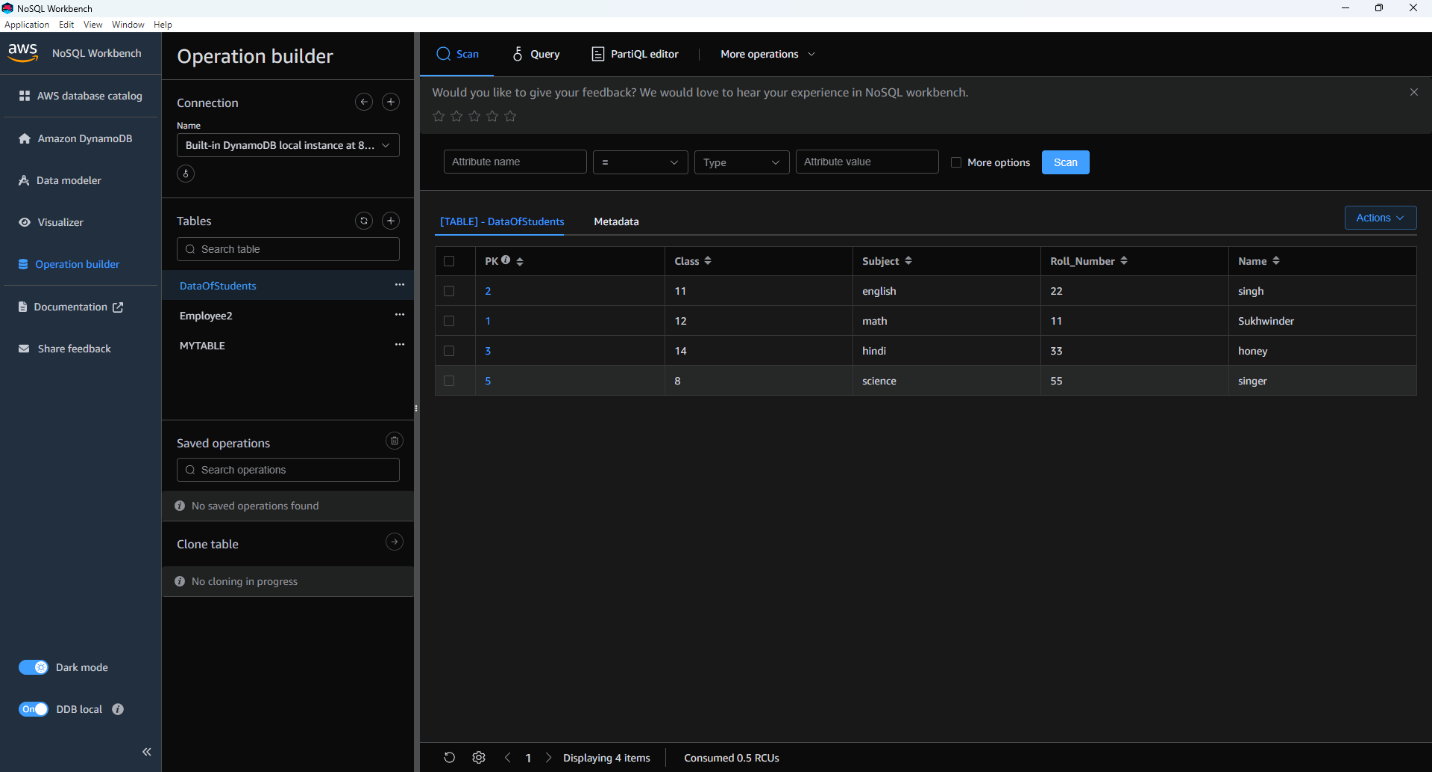 NoSQL Workbench
Application Edit View Window Help
aws NoSQL Workbench
AWS database catalog
Amazon DynamoDB
Data modeler
Visualizer
Operation builder
Documentation
Share feedback
Dark mode
On DDB local
Operation builder
Connection
Name
Built-in DynamoDB local instance at 8...
Tables
Search table
DataOfStudents ...
Employee2 ...
MYTABLE ...
Saved operations
Search operations
No saved operations found
Clone table
No cloning in progress
Scan Query PartiQL editor More operations
Would you like to give your feedback? We would love to hear your experience in NoSQL workbench.
Attribute name = Type Attribute value More options Scan
[TABLE] - DataOfStudents Metadata Actions
PK Class Subject Roll_Number Name
2 11 english 22 singh
1 12 math 11 Sukhwinder
3 14 hindi 33 honey
5 8 science 55 singer
1 Displaying 4 items Consumed 0.5 RCUs